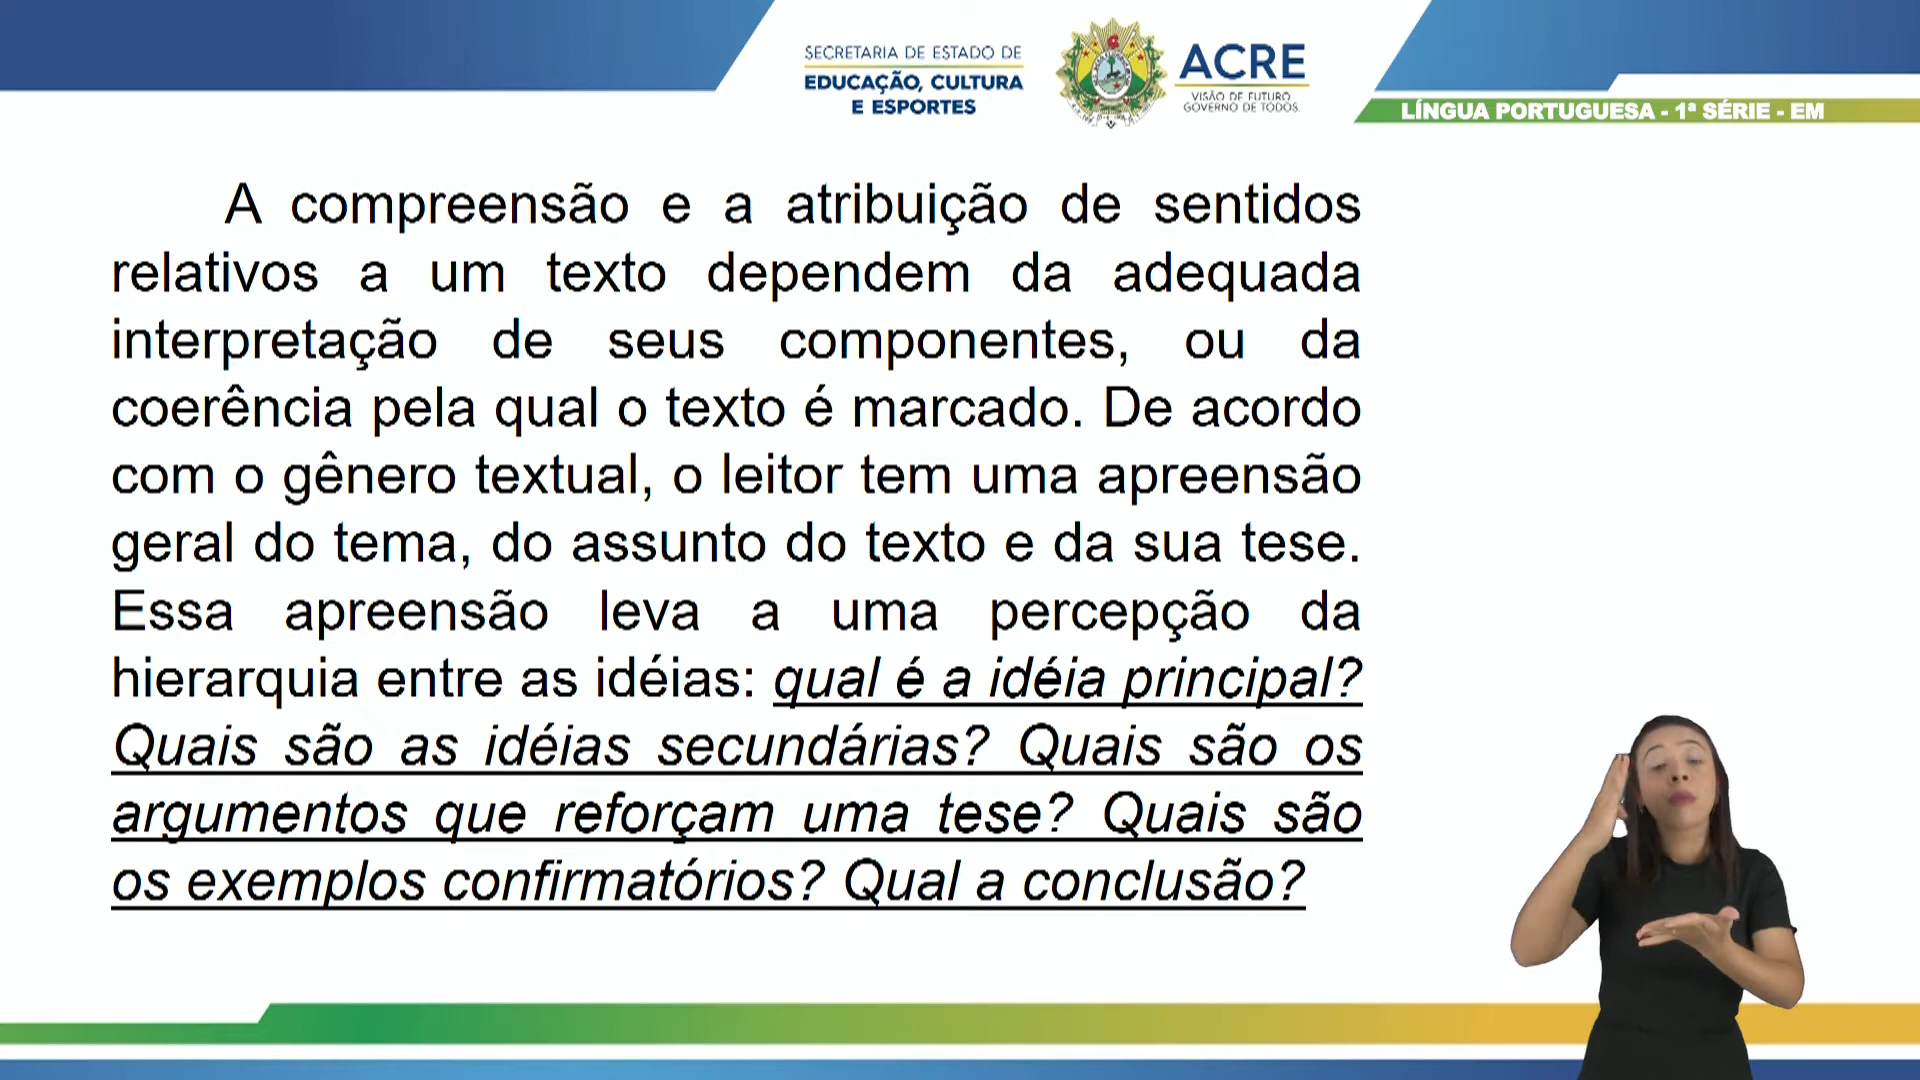 SECRETARIA DE ESTADO DE
EDUCAÇÃO, CULTURA
E ESPORTES
ACRE
VISÃO DE FUTURO
GOVERNO DE TODOS.
LÍNGUA PORTUGUESA - 1ª SÉRIE - EM
A compreensão e a atribuição de sentidos
relativos a um texto dependem da adequada
interpretação de seus componentes, ou da
coerência pela qual o texto é marcado. De acordo
com o gênero textual, o leitor tem uma apreensão
geral do tema, do assunto do texto e da sua tese.
Essa apreensão leva a uma percepção da
hierarquia entre as idéias: qual é a idéia principal?
Quais são as idéias secundárias? Quais são os
argumentos que reforçam uma tese? Quais são
os exemplos confirmatórios? Qual a conclusão?